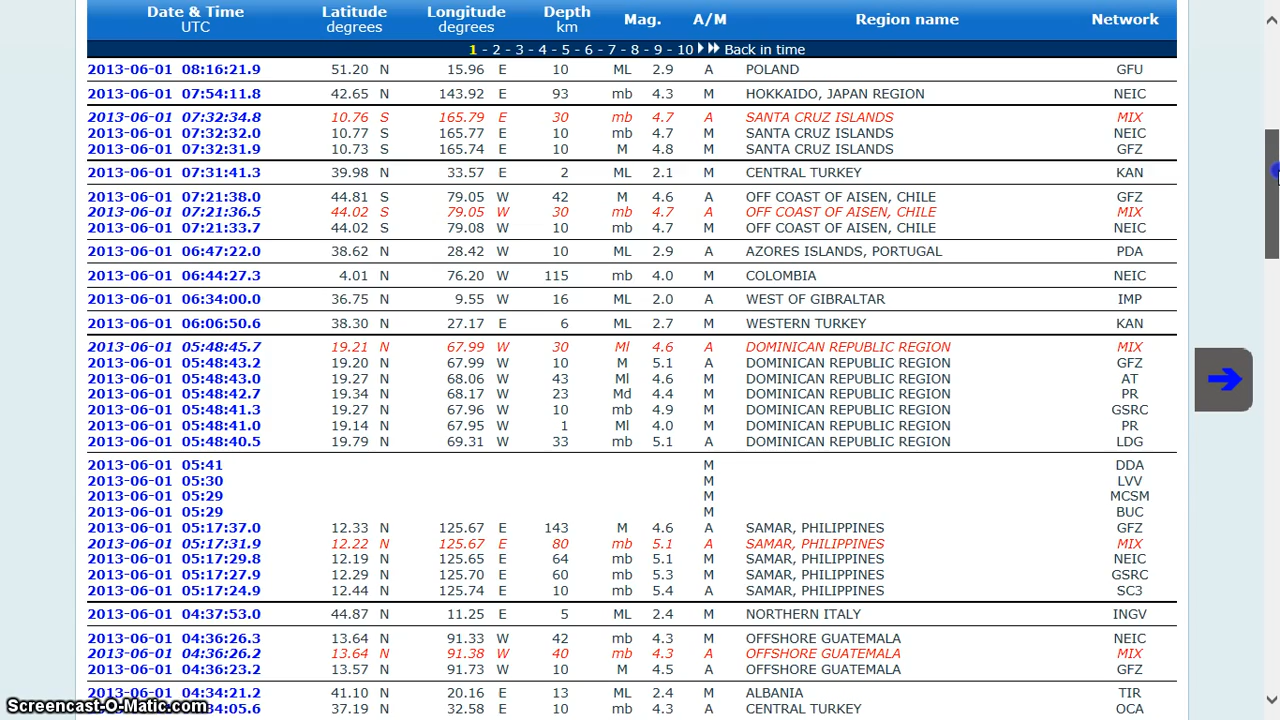 Date & Time Latitude Longitude Depth Mag. A/M Region name Network
UTC degrees degrees km
1 - 2 - 3 - 4 - 5 - 6 - 7 - 8 - 9 - 10 Back in time
2013-06-01 08:16:21.9 51.20 N 15.96 E 10 ML 2.9 A POLAND GFU
2013-06-01 07:54:11.8 42.65 N 143.92 E 93 mb 4.3 M HOKKAIDO, JAPAN REGION NEIC
2013-06-01 07:32:34.8 10.76 S 165.79 E 30 mb 4.7 A SANTA CRUZ ISLANDS MIX
2013-06-01 07:32:32.0 10.77 S 165.77 E 10 mb 4.7 M SANTA CRUZ ISLANDS NEIC
2013-06-01 07:32:31.9 10.73 S 165.74 E 10 M 4.8 M SANTA CRUZ ISLANDS GFZ
2013-06-01 07:31:41.3 39.98 N 33.57 E 2 ML 2.1 M CENTRAL TURKEY KAN
2013-06-01 07:21:38.0 44.81 S 79.05 W 42 M 4.6 A OFF COAST OF AISEN, CHILE GFZ
2013-06-01 07:21:36.5 44.02 S 79.05 W 30 mb 4.7 A OFF COAST OF AISEN, CHILE MIX
2013-06-01 07:21:33.7 44.02 S 79.08 W 10 mb 4.7 M OFF COAST OF AISEN, CHILE NEIC
2013-06-01 06:47:22.0 38.62 N 28.42 W 10 ML 2.9 A AZORES ISLANDS, PORTUGAL PDA
2013-06-01 06:44:27.3 4.01 N 76.20 W 115 mb 4.0 M COLOMBIA NEIC
2013-06-01 06:34:00.0 36.75 N 9.55 W 16 ML 2.0 A WEST OF GIBRALTAR IMP
2013-06-01 06:06:50.6 38.30 N 27.17 E 6 ML 2.7 M WESTERN TURKEY KAN
2013-06-01 05:48:45.7 19.21 N 67.99 W 30 Ml 4.6 A DOMINICAN REPUBLIC REGION MIX
2013-06-01 05:48:43.2 19.20 N 67.99 W 10 M 5.1 A DOMINICAN REPUBLIC REGION GFZ
2013-06-01 05:48:43.0 19.27 N 68.06 W 43 Ml 4.6 M DOMINICAN REPUBLIC REGION AT
2013-06-01 05:48:42.7 19.34 N 68.17 W 23 Md 4.4 M DOMINICAN REPUBLIC REGION PR
2013-06-01 05:48:41.3 19.27 N 67.96 W 10 mb 4.9 M DOMINICAN REPUBLIC REGION GSRC
2013-06-01 05:48:41.0 19.14 N 67.95 W 1 Ml 4.0 M DOMINICAN REPUBLIC REGION PR
2013-06-01 05:48:40.5 19.79 N 69.31 W 33 mb 5.1 A DOMINICAN REPUBLIC REGION LDG
2013-06-01 05:41 M DDA
2013-06-01 05:30 M LVV
2013-06-01 05:29 M MCSM
2013-06-01 05:29 M BUC
2013-06-01 05:17:37.0 12.33 N 125.67 E 143 M 4.6 A SAMAR, PHILIPPINES GFZ
2013-06-01 05:17:31.9 12.22 N 125.67 E 80 mb 5.1 A SAMAR, PHILIPPINES MIX
2013-06-01 05:17:29.8 12.19 N 125.65 E 64 mb 5.1 M SAMAR, PHILIPPINES NEIC
2013-06-01 05:17:27.9 12.29 N 125.70 E 60 mb 5.3 M SAMAR, PHILIPPINES GSRC
2013-06-01 05:17:24.9 12.44 N 125.74 E 10 mb 5.4 A SAMAR, PHILIPPINES SC3
2013-06-01 04:37:53.0 44.87 N 11.25 E 5 ML 2.4 M NORTHERN ITALY INGV
2013-06-01 04:36:26.3 13.64 N 91.33 W 42 mb 4.3 M OFFSHORE GUATEMALA NEIC
2013-06-01 04:36:26.2 13.64 N 91.38 W 40 mb 4.3 A OFFSHORE GUATEMALA MIX
2013-06-01 04:36:23.2 13.57 N 91.73 W 10 M 4.5 A OFFSHORE GUATEMALA GFZ
2013-06-01 04:34:21.2 41.10 N 20.16 E 13 ML 2.4 M ALBANIA TIR
34:05.6 37.19 N 32.58 E 10 mb 4.3 A CENTRAL TURKEY OCA
Screencast-O-Matic.com